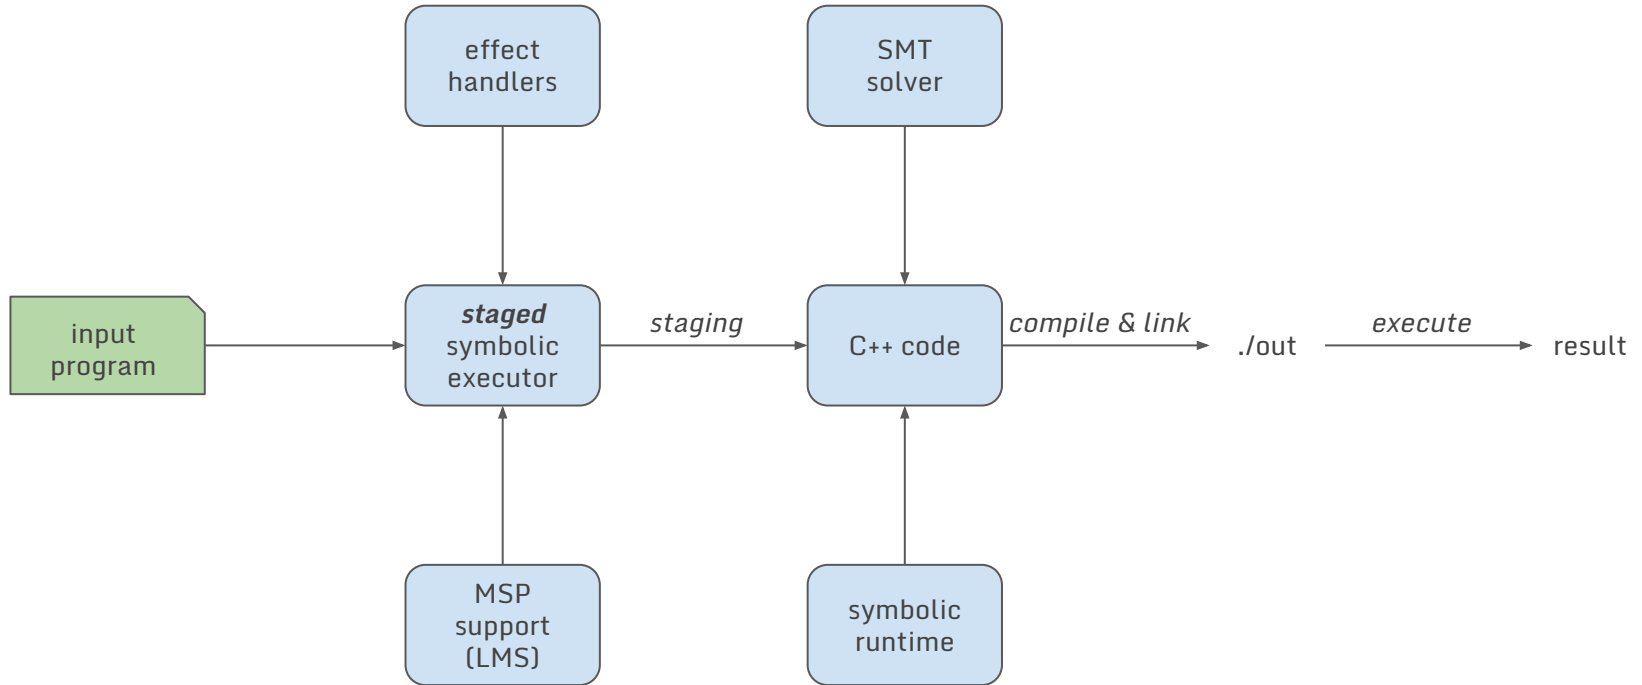 effect
handlers
SMT
solver
input
program
staged
symbolic
executor
staging
C++ code
compile & link
./out
execute
result
MSP
support
(LMS)
symbolic
runtime